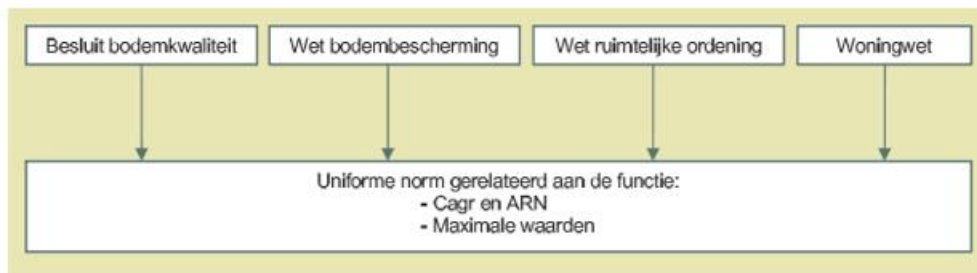 Besluit bodemkwaliteit
Wet bodembescherming
Wet ruimtelijke ordening
Woningwet
Uniforme norm gerelateerd aan de functie:
- Cagr en ARN
- Maximale waarden